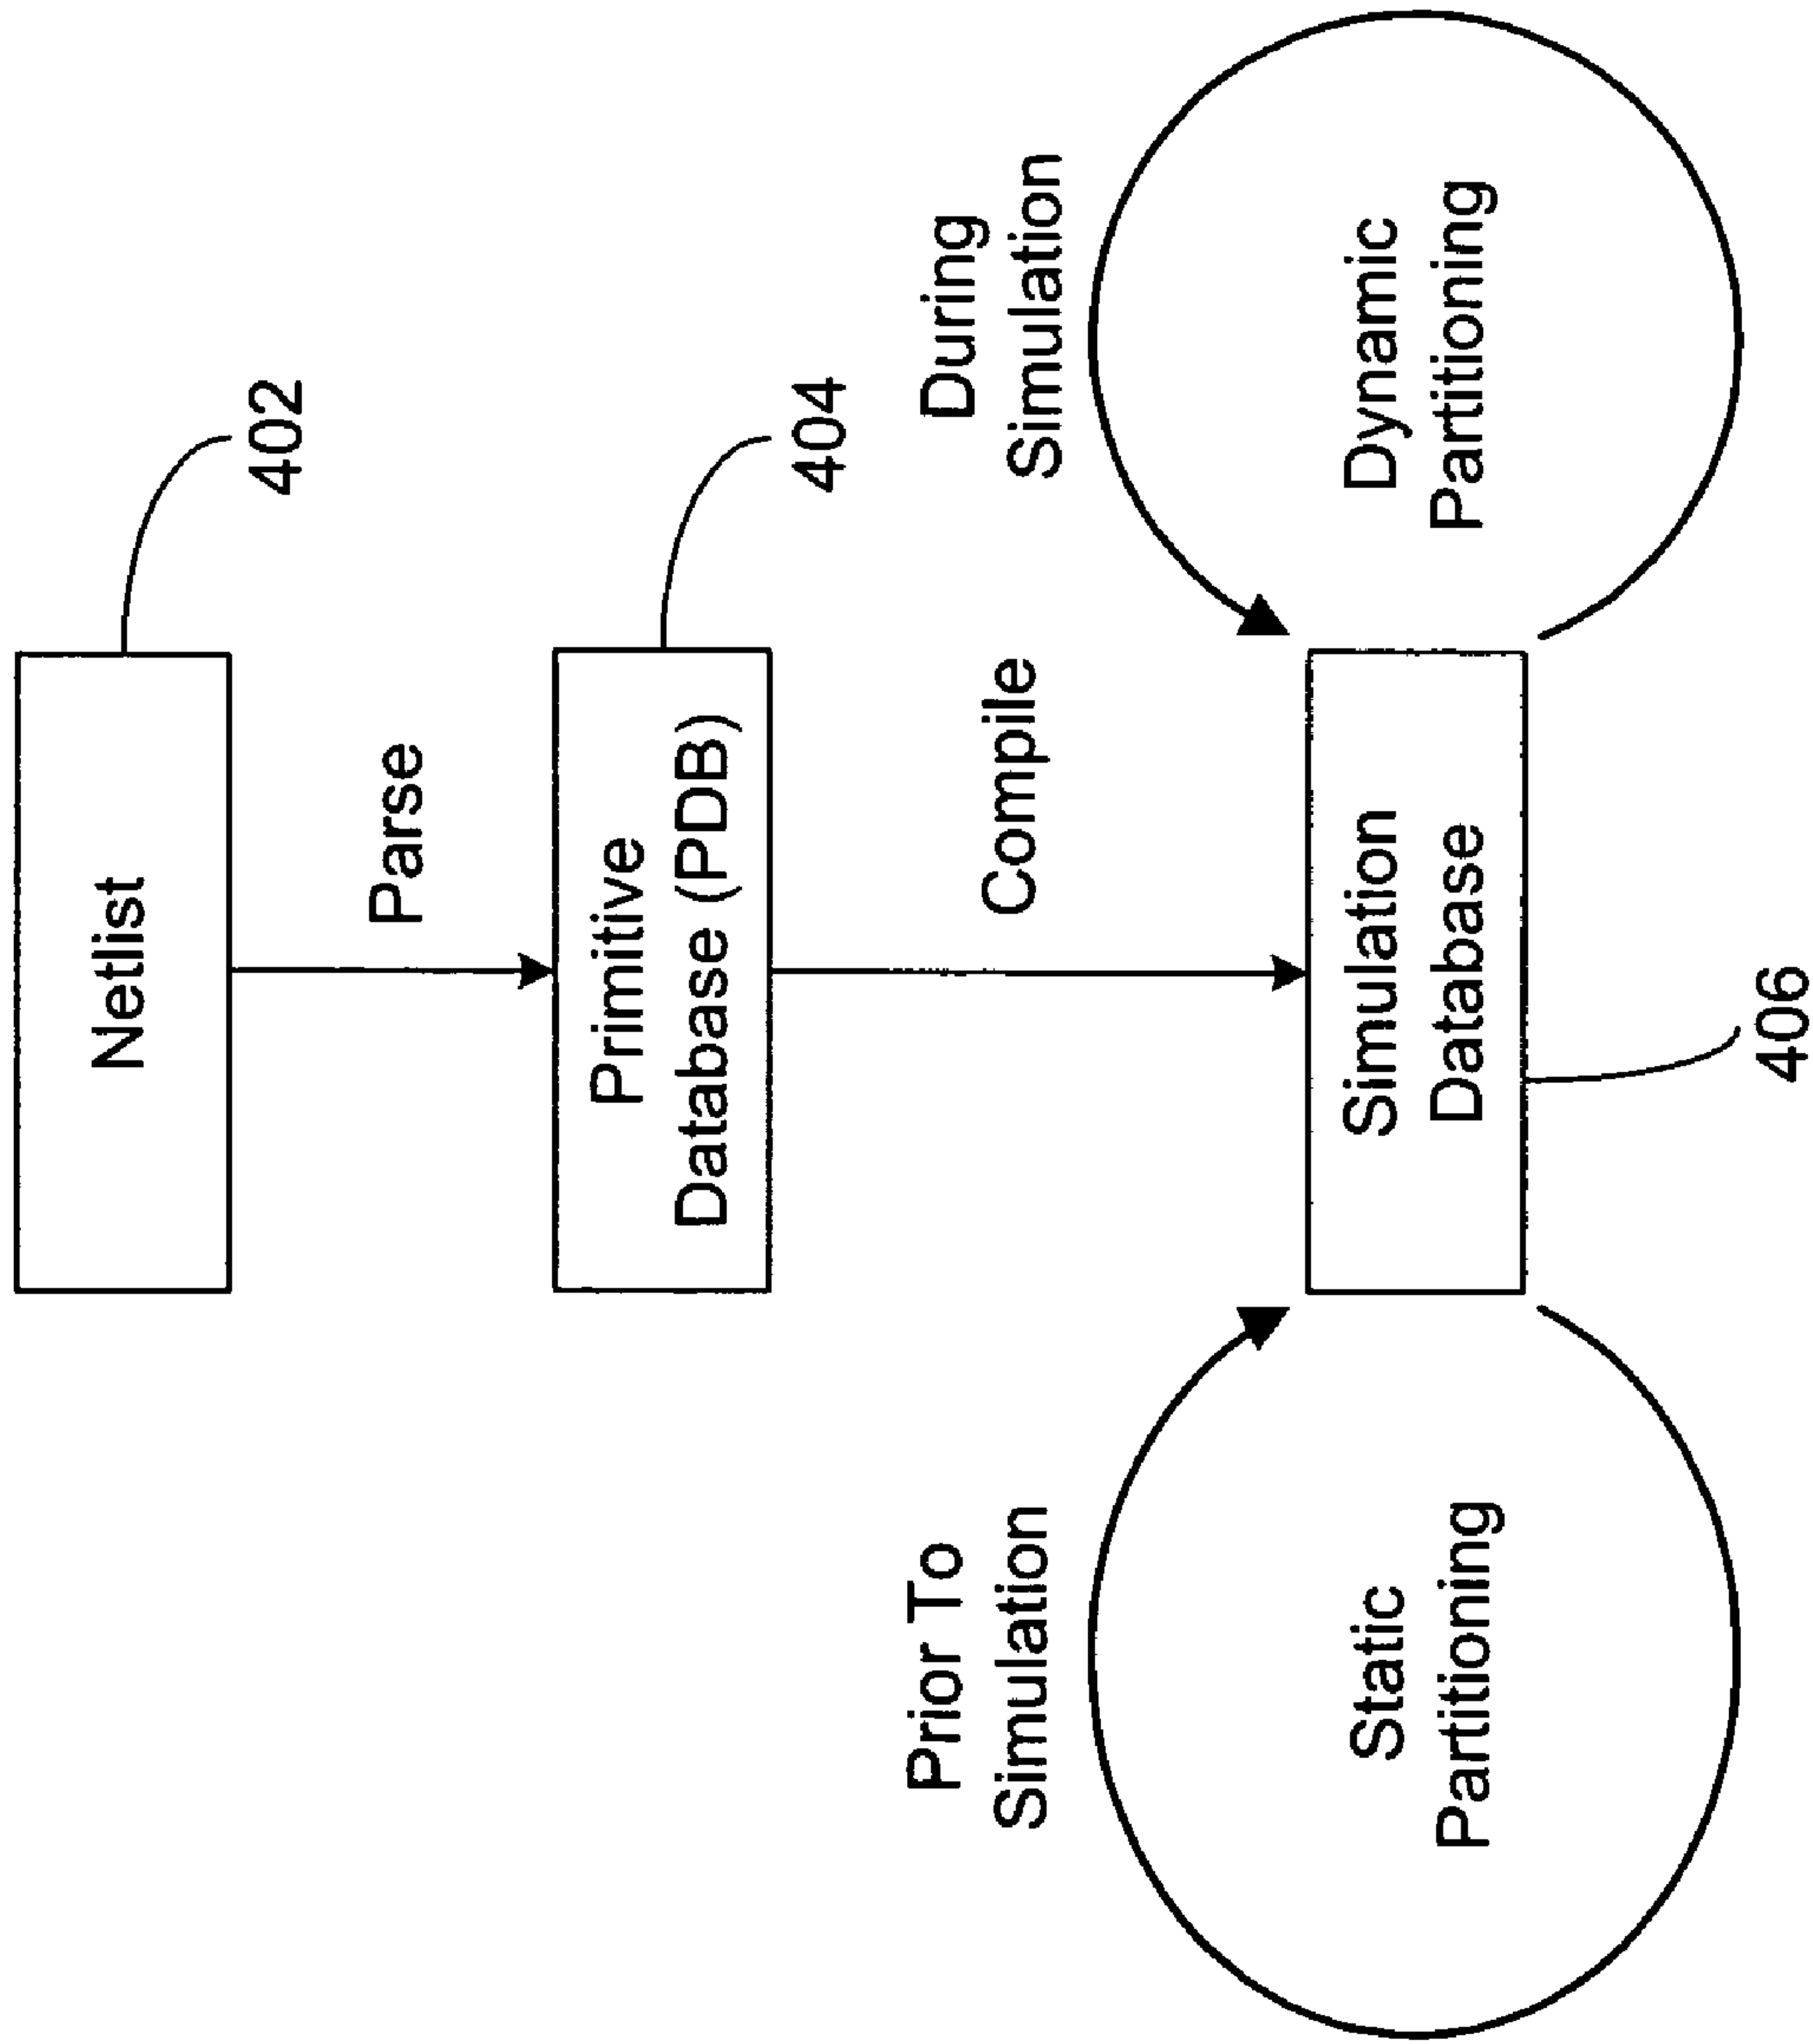 Netlist
402
Parse
Primitive
Database (PDB)
404
Compile
Prior To
Simulation
During
Simulation
Static
Partitioning
Simulation
Database
Dynamic
Partitioning
406